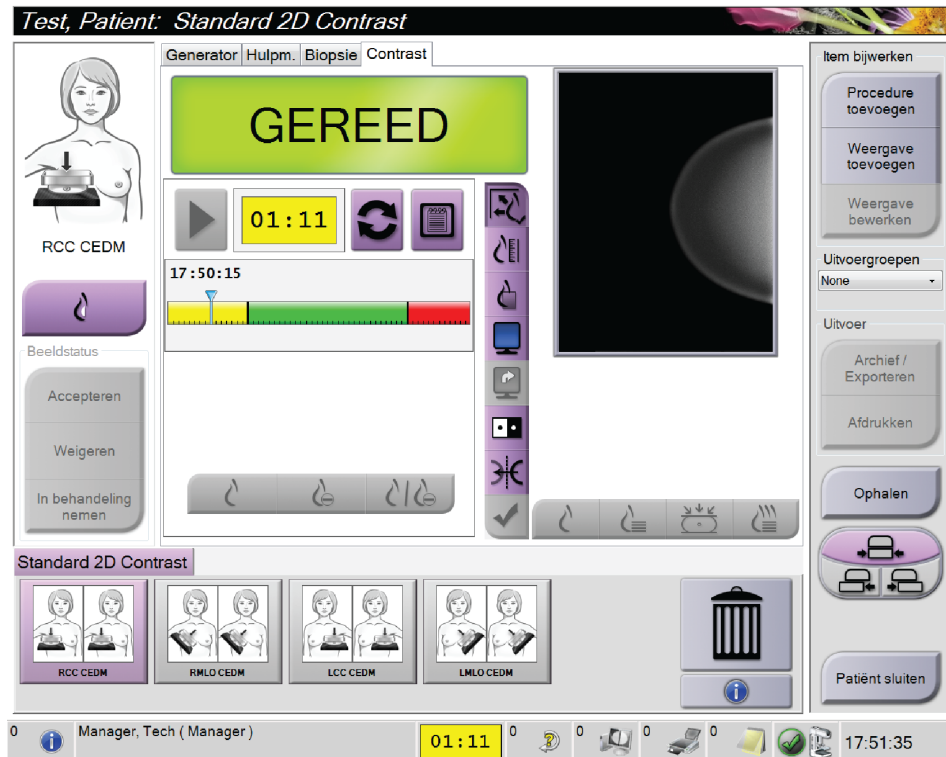 Test, Patient: Standard 2D Contrast
Generator Hulpm. Biopsie Contrast
GEREED
RCC CEDM
01:11
17:50:15
Beeldstatus
Accepteren
Weigeren
In behandeling
nemen
Item bijwerken
Procedure
toevoegen
Weergave
toevoegen
Weergave
bewerken
Uitvoergroepen
None
Uitvoer
Archief /
Exporteren
Afdrukken
Ophalen
Patiënt sluiten
Standard 2D Contrast
RCC CEDM
RMLO CEDM
LCC CEDM
LMLO CEDM
0 Manager, Tech ( Manager ) 01:11 0 0 0 0 17:51:35